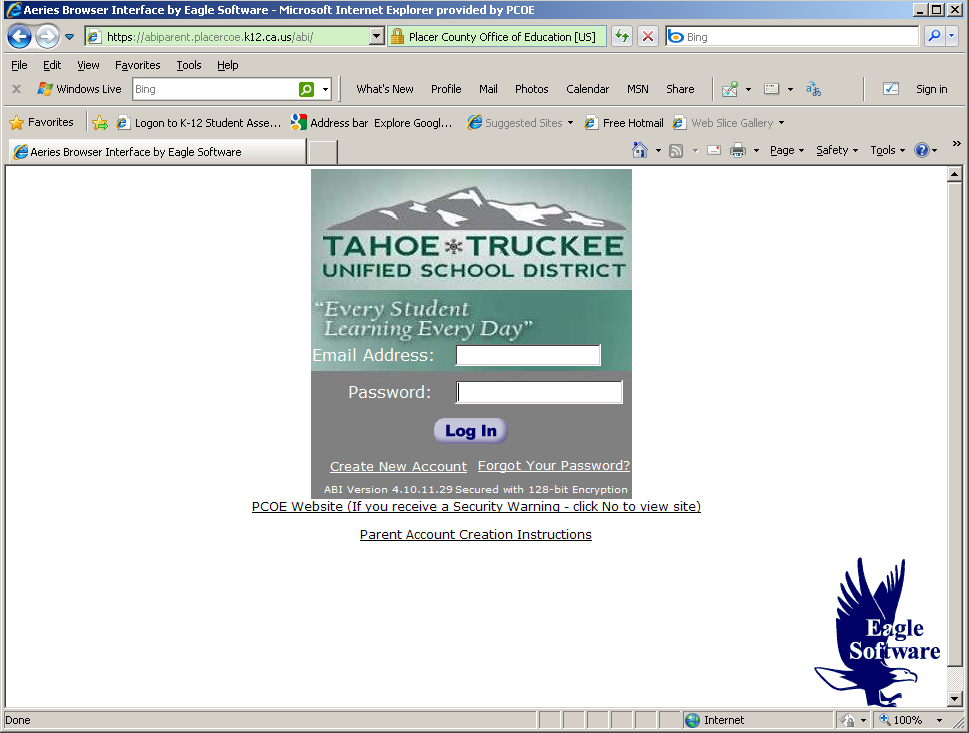 Aeries Browser Interface by Eagle Software - Microsoft Internet Explorer provided by PCOE
https://abiparent.placercoe.k12.ca.us/abi/ Placer County Office of Education [US] Bing
File Edit View Favorites Tools Help
Windows Live Bing What's New Profile Mail Photos Calendar MSN Share Sign in
Favorites Logon to K-12 Student Asse... Address bar Explore Googl... Suggested Sites Free Hotmail Web Slice Gallery
Aeries Browser Interface by Eagle Software Page Safety Tools
TAHOE TRUCKEE
UNIFIED SCHOOL DISTRICT
“Every Student
Learning Every Day”
Email Address:
Password:
Log In
Create New Account Forgot Your Password?
ABI Version 4.10.11.29 Secured with 128-bit Encryption
PCOE Website (If you receive a Security Warning - click No to view site)
Parent Account Creation Instructions
Eagle
Software
Done Internet 100%